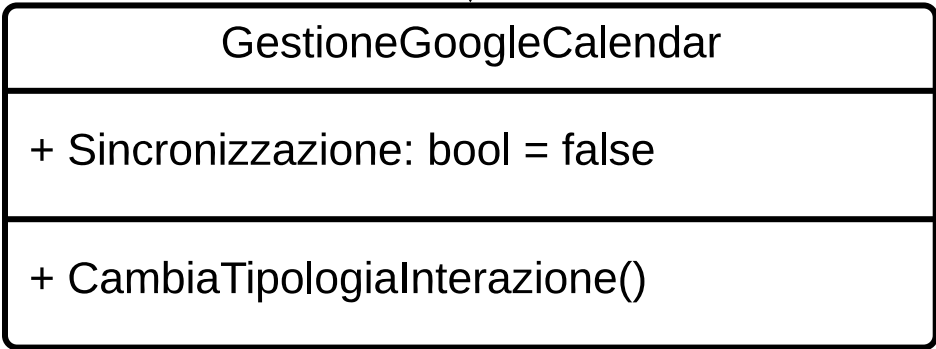 GestioneGoogleCalendar
+ Sincronizzazione: bool = false
+ CambiaTipologiaInterazione()